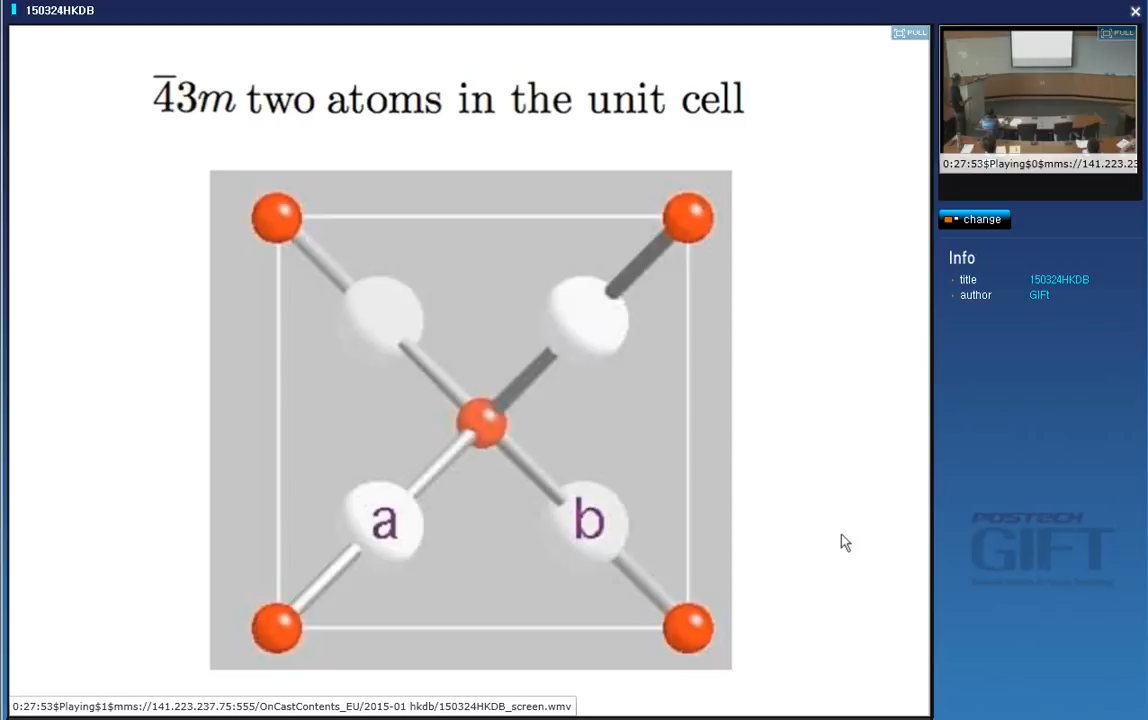 150324HKDB
FULL
4̅3m two atoms in the unit cell
a
b
0:27:53$Playing$1$mms://141.223.237.75:555/OnCastContents_EU/2015-01 hkdb/150324HKDB_screen.wmv
FULL
0:27:53$Playing$0$mms://141.223.23
change
Info
title 150324HKDB
author GIFt
POSTECH
GIFT